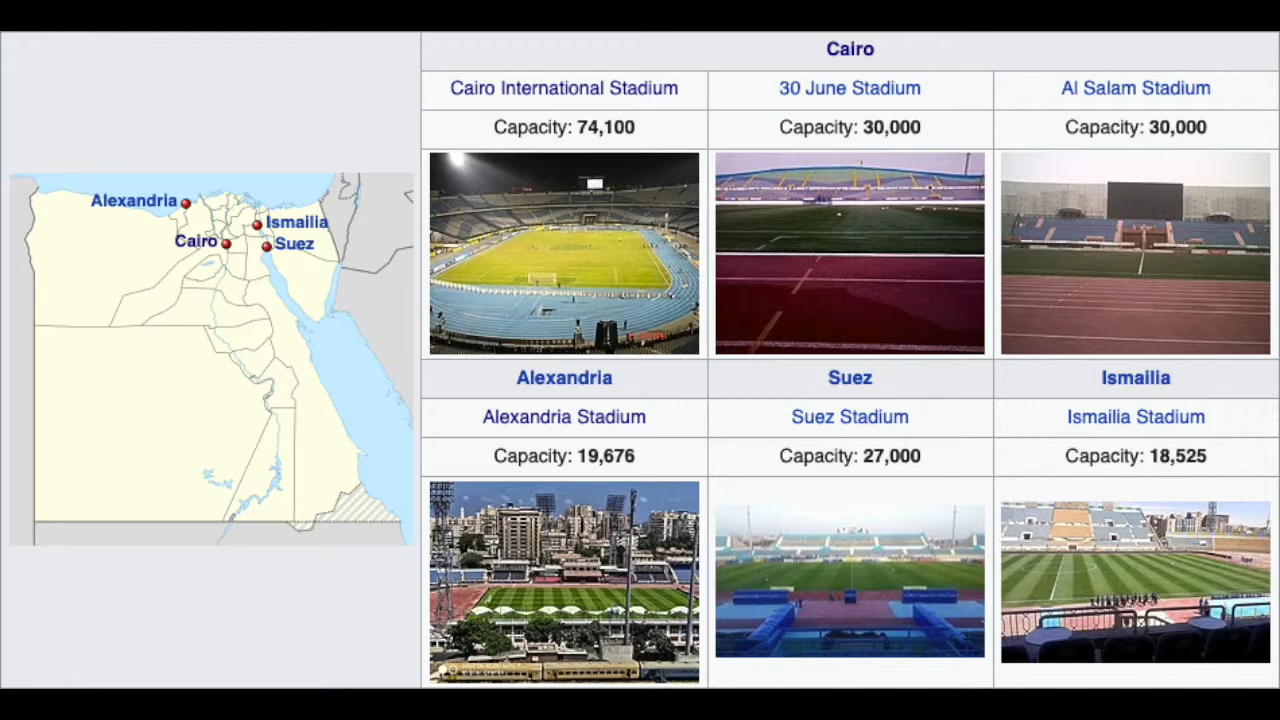 Alexandria
Ismailia
Cairo
Suez
Cairo
Cairo International Stadium
30 June Stadium
Al Salam Stadium
Capacity: 74,100
Capacity: 30,000
Capacity: 30,000
Alexandria
Suez
Ismailia
Alexandria Stadium
Suez Stadium
Ismailia Stadium
Capacity: 19,676
Capacity: 27,000
Capacity: 18,525